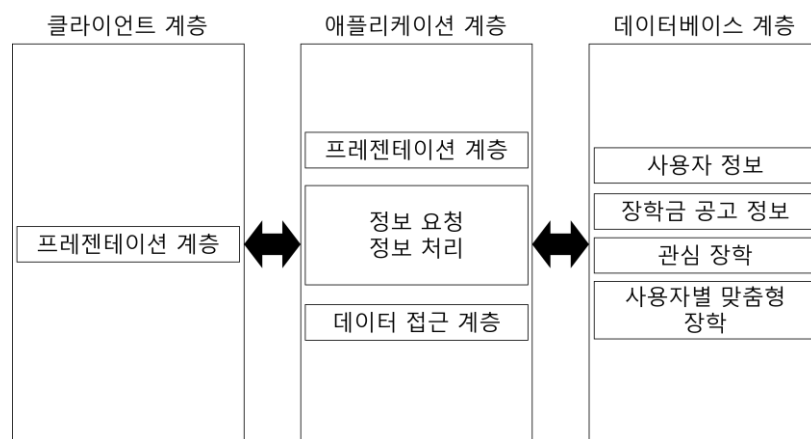 클라이언트 계층
애플리케이션 계층
데이터베이스 계층
프레젠테이션 계층
프레젠테이션 계층
정보 요청
정보 처리
데이터 접근 계층
사용자 정보
장학금 공고 정보
관심 장학
사용자별 맞춤형
장학